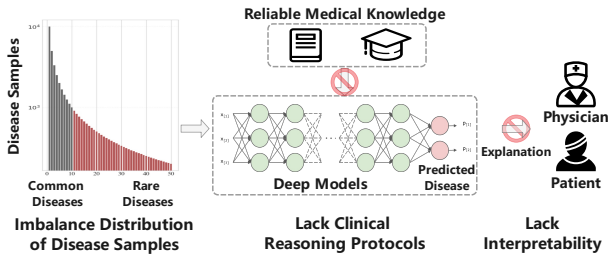 Reliable Medical Knowledge
Disease Samples
10⁴
10³
0
10
20
30
40
50
Common
Diseases
Rare
Diseases
Imbalance Distribution
of Disease Samples
Deep Models
Predicted
Disease
Lack Clinical
Reasoning Protocols
Explanation
Physician
Patient
Lack
Interpretability